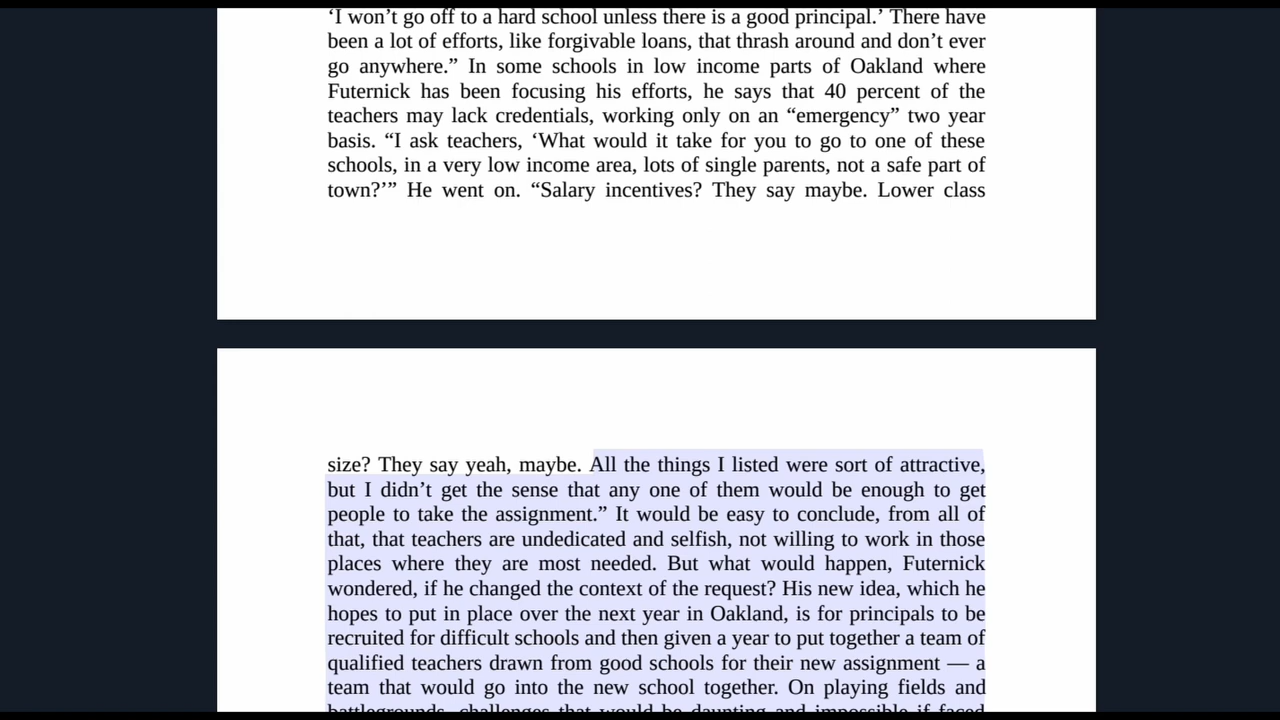 ‘I won’t go off to a hard school unless there is a good principal.’ There have
been a lot of efforts, like forgivable loans, that thrash around and don’t ever
go anywhere.” In some schools in low income parts of Oakland where
Futernick has been focusing his efforts, he says that 40 percent of the
teachers may lack credentials, working only on an “emergency” two year
basis. “I ask teachers, ‘What would it take for you to go to one of these
schools, in a very low income area, lots of single parents, not a safe part of
town?’” He went on. “Salary incentives? They say maybe. Lower class
size? They say yeah, maybe. All the things I listed were sort of attractive,
but I didn’t get the sense that any one of them would be enough to get
people to take the assignment.” It would be easy to conclude, from all of
that, that teachers are undedicated and selfish, not willing to work in those
places where they are most needed. But what would happen, Futernick
wondered, if he changed the context of the request? His new idea, which he
hopes to put in place over the next year in Oakland, is for principals to be
recruited for difficult schools and then given a year to put together a team of
qualified teachers drawn from good schools for their new assignment — a
team that would go into the new school together. On playing fields and
battlegrounds, challenges that would be daunting and impossible if faced